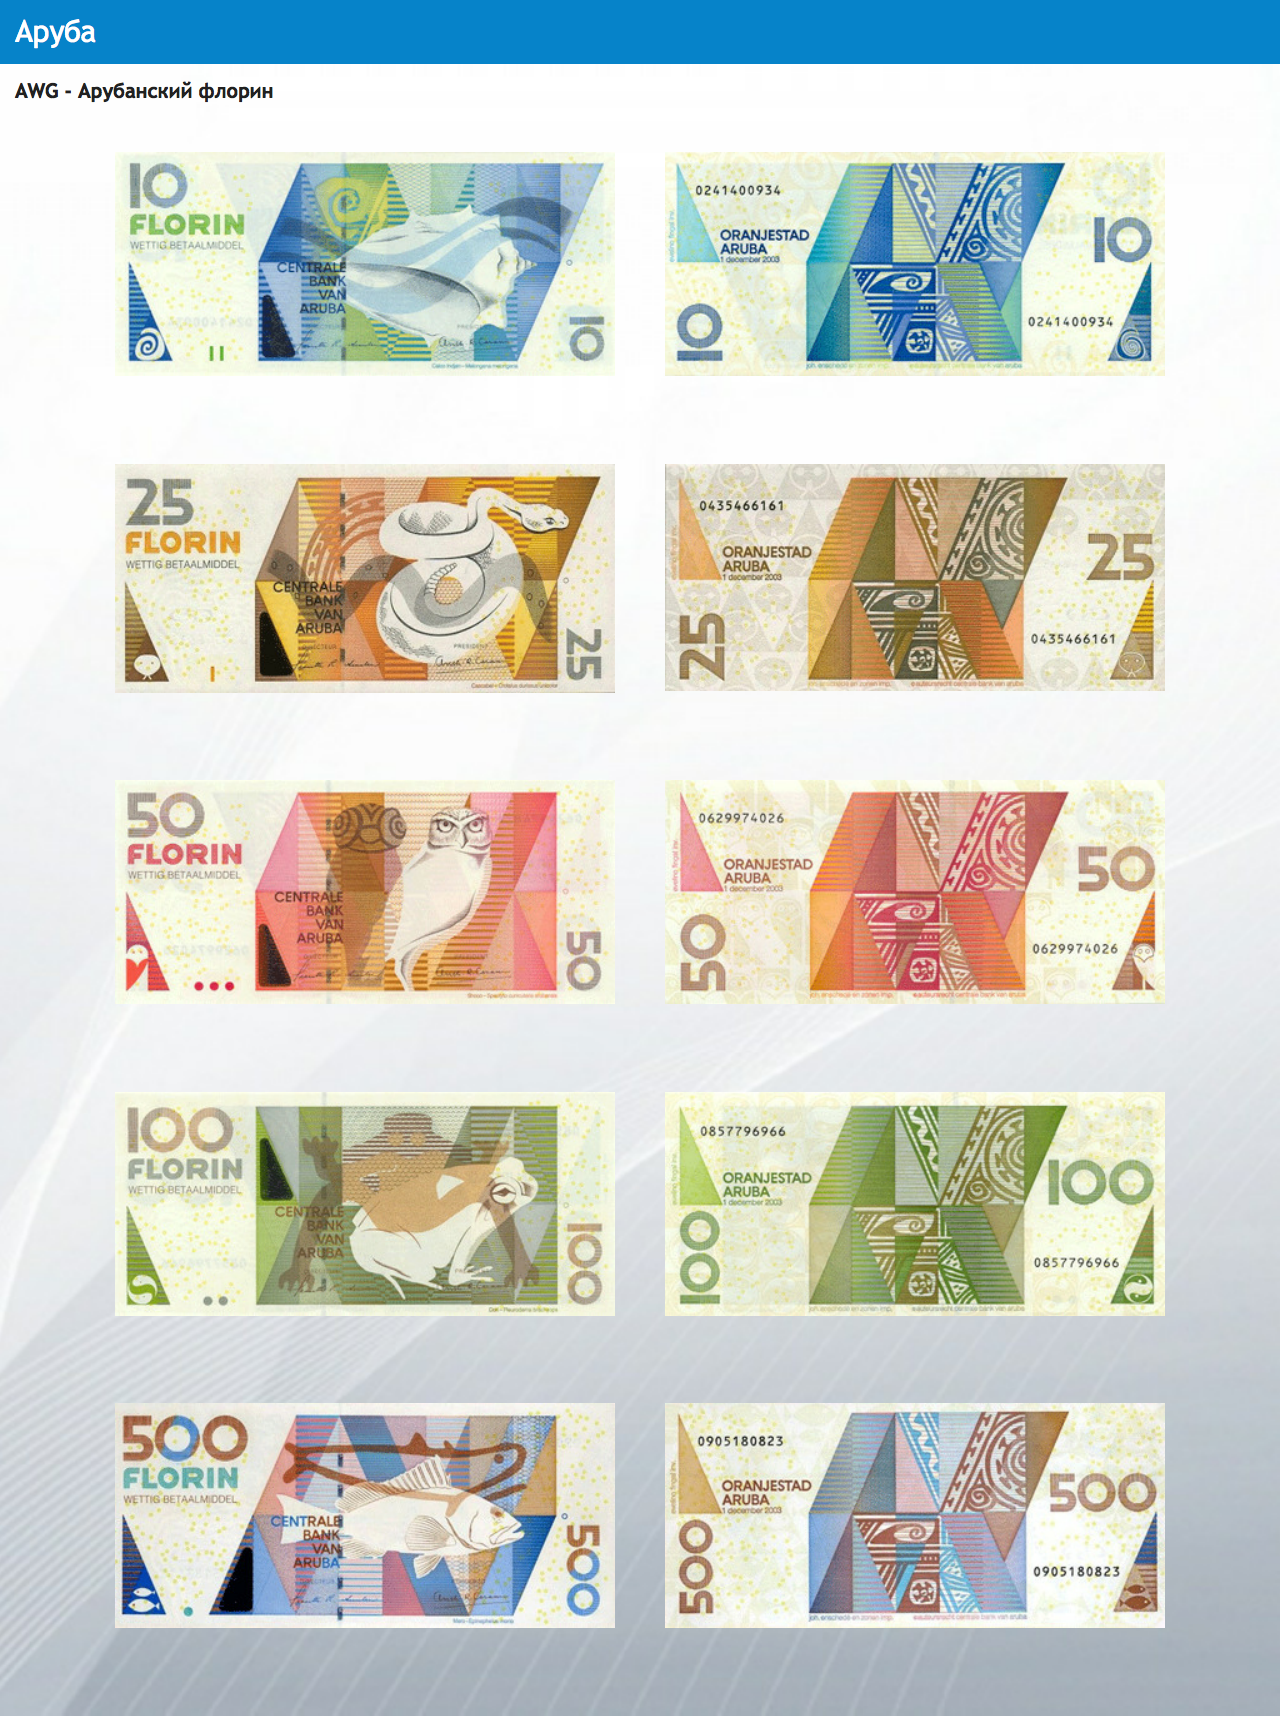 Аруба
AWG - Арубанский флорин
10
FLORIN
WETTIG BETAALMIDDEL
CENTRALE
BANK
VAN
ARUBA
10
0241400934
ORANJESTAD
ARUBA
1 december 2003
10
10
0241400934
25
FLORIN
WETTIG BETAALMIDDEL
CENTRALE
BANK
VAN
ARUBA
PRESIDENT
25
0435466161
ORANJESTAD
ARUBA
1 december 2003
25
25
0435466161
50
FLORIN
WETTIG BETAALMIDDEL
CENTRALE
BANK
VAN
ARUBA
50
0629974026
ORANJESTAD
ARUBA
1 december 2003
50
50
0629974026
100
FLORIN
WETTIG BETAALMIDDEL
CENTRALE
BANK
VAN
ARUBA
100
0857796966
ORANJESTAD
ARUBA
1 december 2003
100
100
0857796966
500
FLORIN
WETTIG BETAALMIDDEL
CENTRALE
BANK
VAN
ARUBA
500
0905180823
ORANJESTAD
ARUBA
1 december 2003
500
500
0905180823